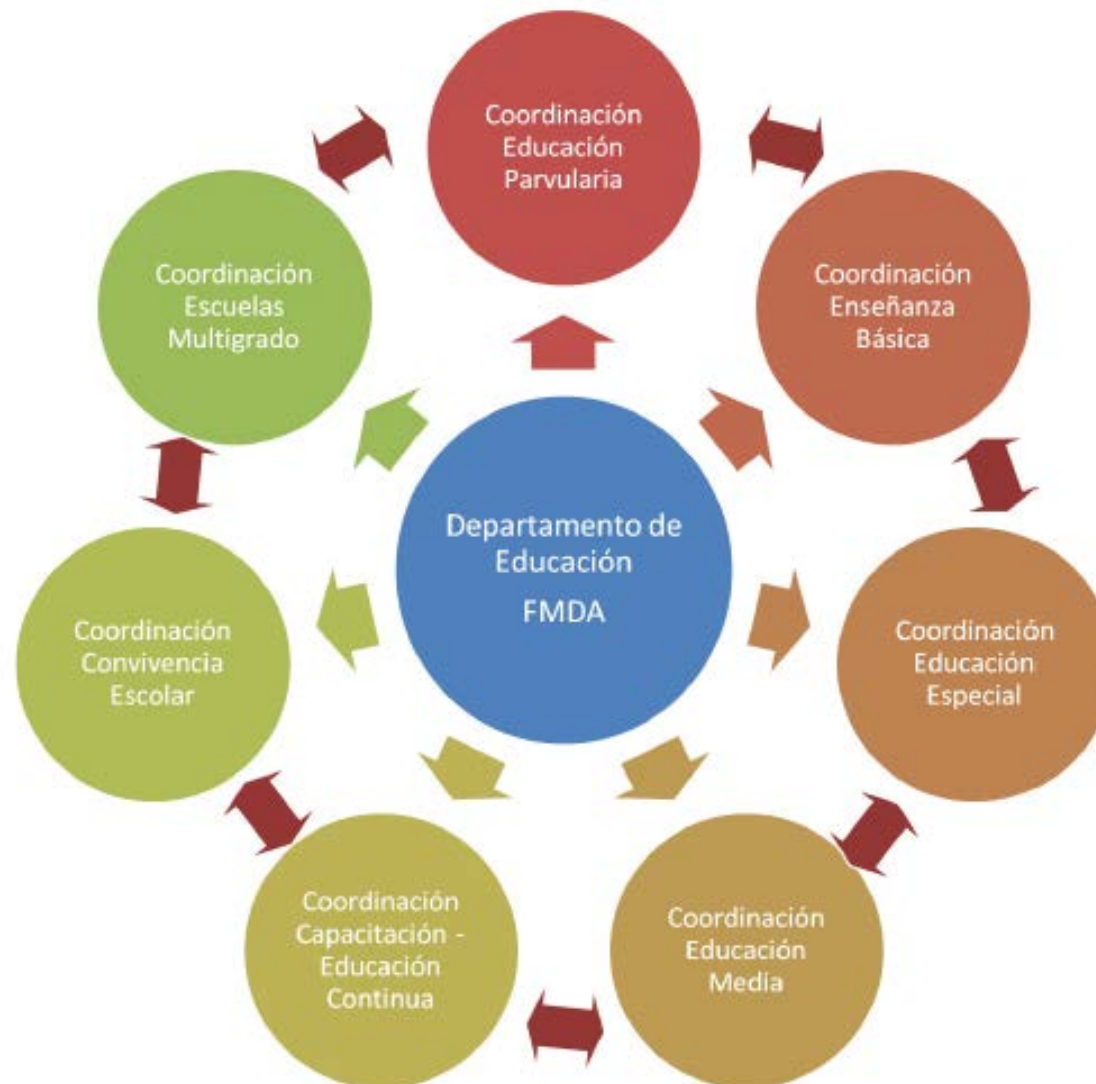 Coordinación
Educación
Parvularia
Coordinación
Enseñanza
Básica
Coordinación
Educación
Especial
Coordinación
Educación
Media
Coordinación
Capacitación -
Educación
Continua
Coordinación
Convivencia
Escolar
Coordinación
Escuelas
Multigrado
Departamento de
Educación
FMDA